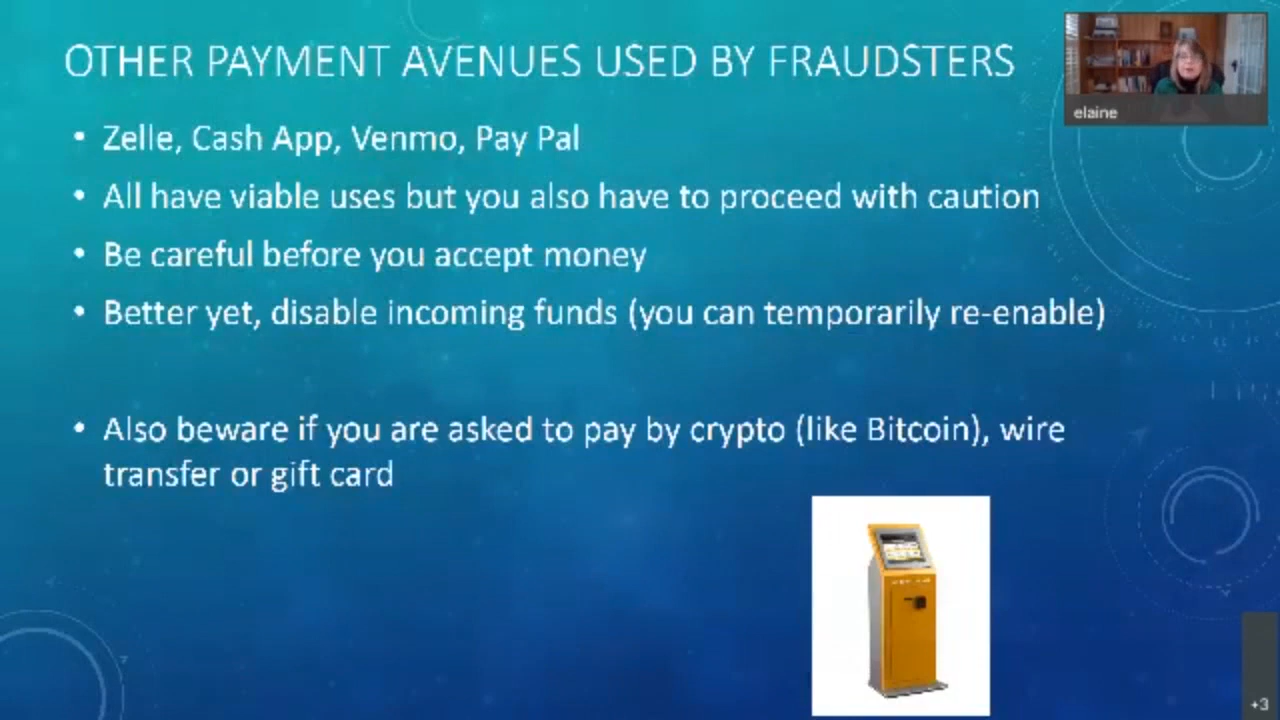 OTHER PAYMENT AVENUES USED BY FRAUDSTERS
elaine
• Zelle, Cash App, Venmo, Pay Pal
• All have viable uses but you also have to proceed with caution
• Be careful before you accept money
• Better yet, disable incoming funds (you can temporarily re-enable)
• Also beware if you are asked to pay by crypto (like Bitcoin), wire
transfer or gift card
+3